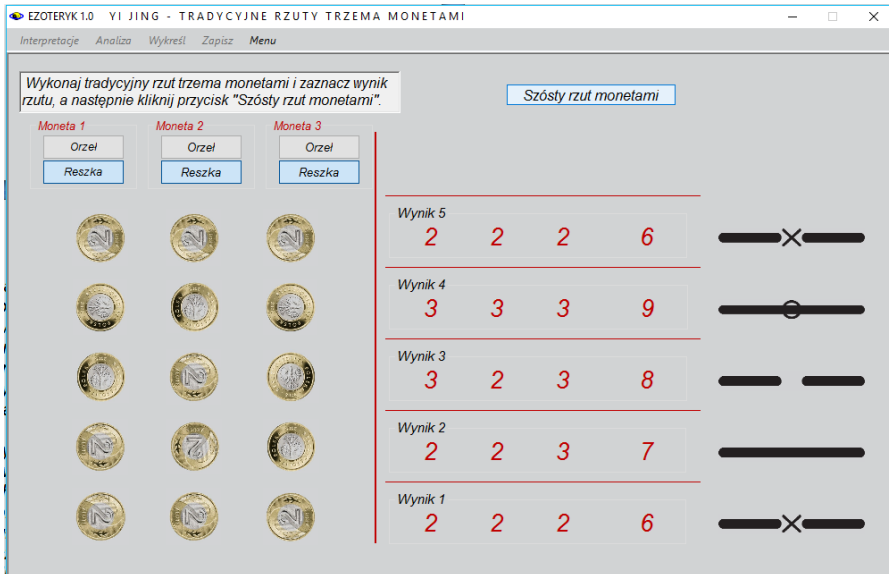 EZOTERYK 1.0 YI JING - TRADYCYJNE RZUTY TRZEMA MONETAMI
Interpretacje Analiza Wykreśl Zapisz Menu
Wykonaj tradycyjny rzut trzema monetami i zaznacz wynik
rzutu, a następnie kliknij przycisk "Szósty rzut monetami".
Szósty rzut monetami
Moneta 1 Moneta 2 Moneta 3
Orzeł Orzeł Orzeł
Reszka Reszka Reszka
Wynik 5
2 2 2 6
Wynik 4
3 3 3 9
Wynik 3
3 2 3 8
Wynik 2
2 2 3 7
Wynik 1
2 2 2 6